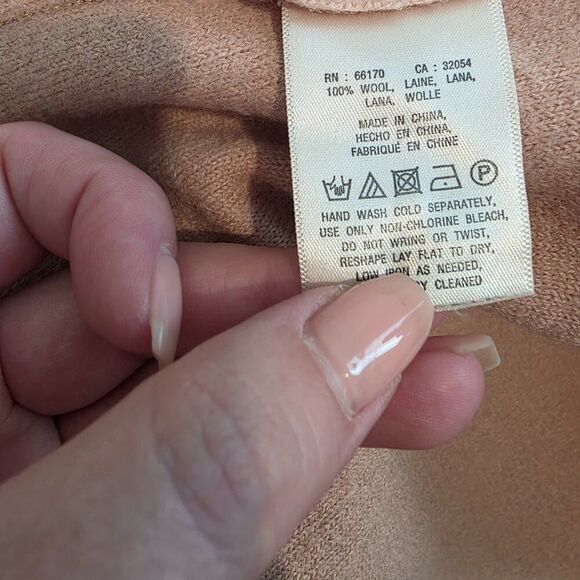 RN : 66170 CA : 32054
100% WOOL, LAINE, LANA,
LANA, WOLLE
MADE IN CHINA,
HECHO EN CHINA,
FABRIQUÉ EN CHINE
P
HAND WASH COLD SEPARATELY,
USE ONLY NON-CHLORINE BLEACH,
DO NOT WRING OR TWIST,
RESHAPE LAY FLAT TO DRY,
LOW IRON AS NEEDED,
CLEANED